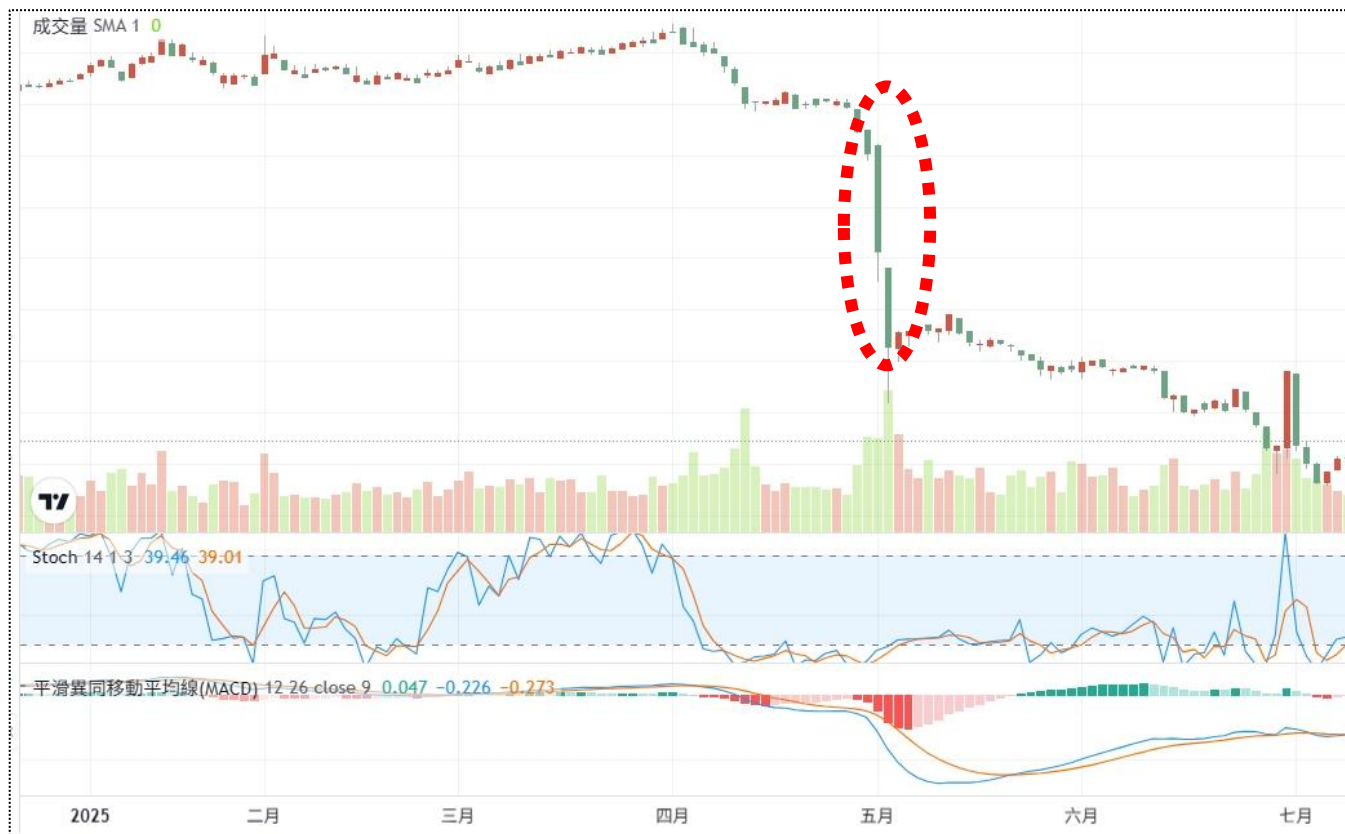 成交量 SMA 1 0
TV
Stoch 14 1 3 39.46 39.01
平滑異同移動平均線(MACD) 12 26 close 9 0.047 −0.226 −0.273
2025 二月 三月 四月 五月 六月 七月